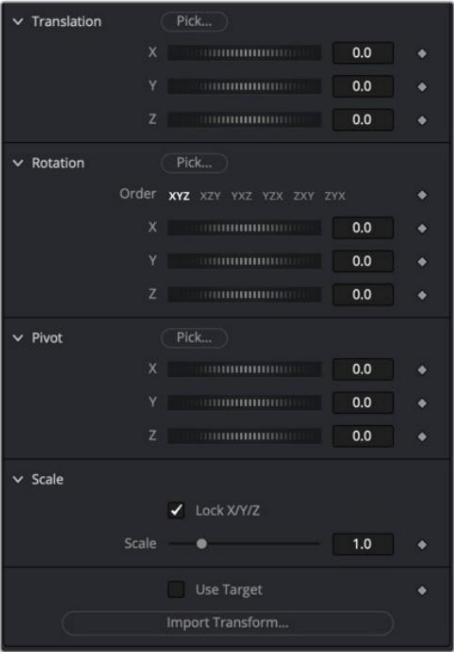 Translation Pick...
X 0.0
Y 0.0
Z 0.0
Rotation Pick...
Order XYZ XZY YXZ YZX ZXY ZYX
X 0.0
Y 0.0
Z 0.0
Pivot Pick...
X 0.0
Y 0.0
Z 0.0
Scale
Lock X/Y/Z
Scale 1.0
Use Target
Import Transform...